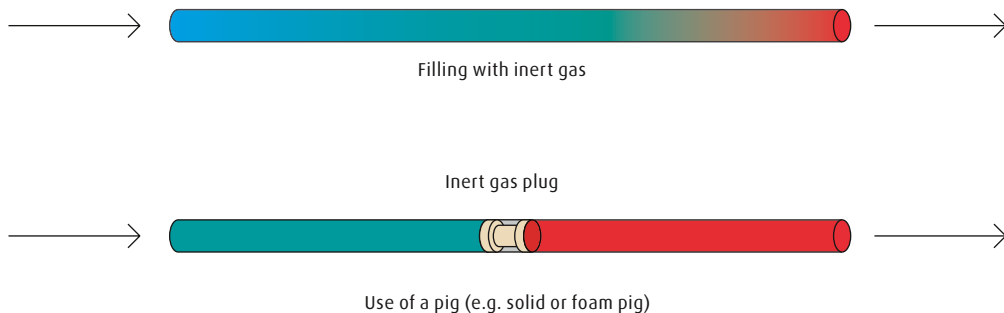 Filling with inert gas
Inert gas plug
Use of a pig (e.g. solid or foam pig)